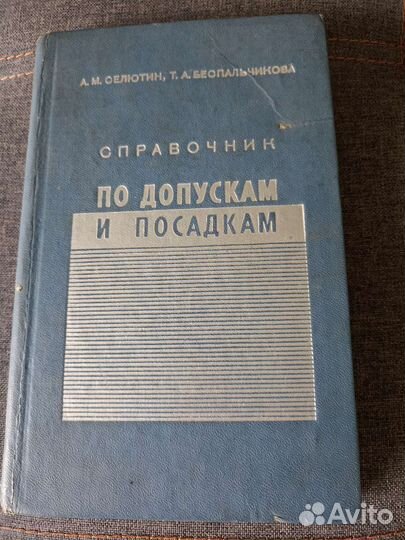 А. М. СЕЛЮТИН, Т. А. БЕСПАЛЬЧИКОВА
СПРАВОЧНИК
ПО ДОПУСКАМ
И ПОСАДКАМ
Avito